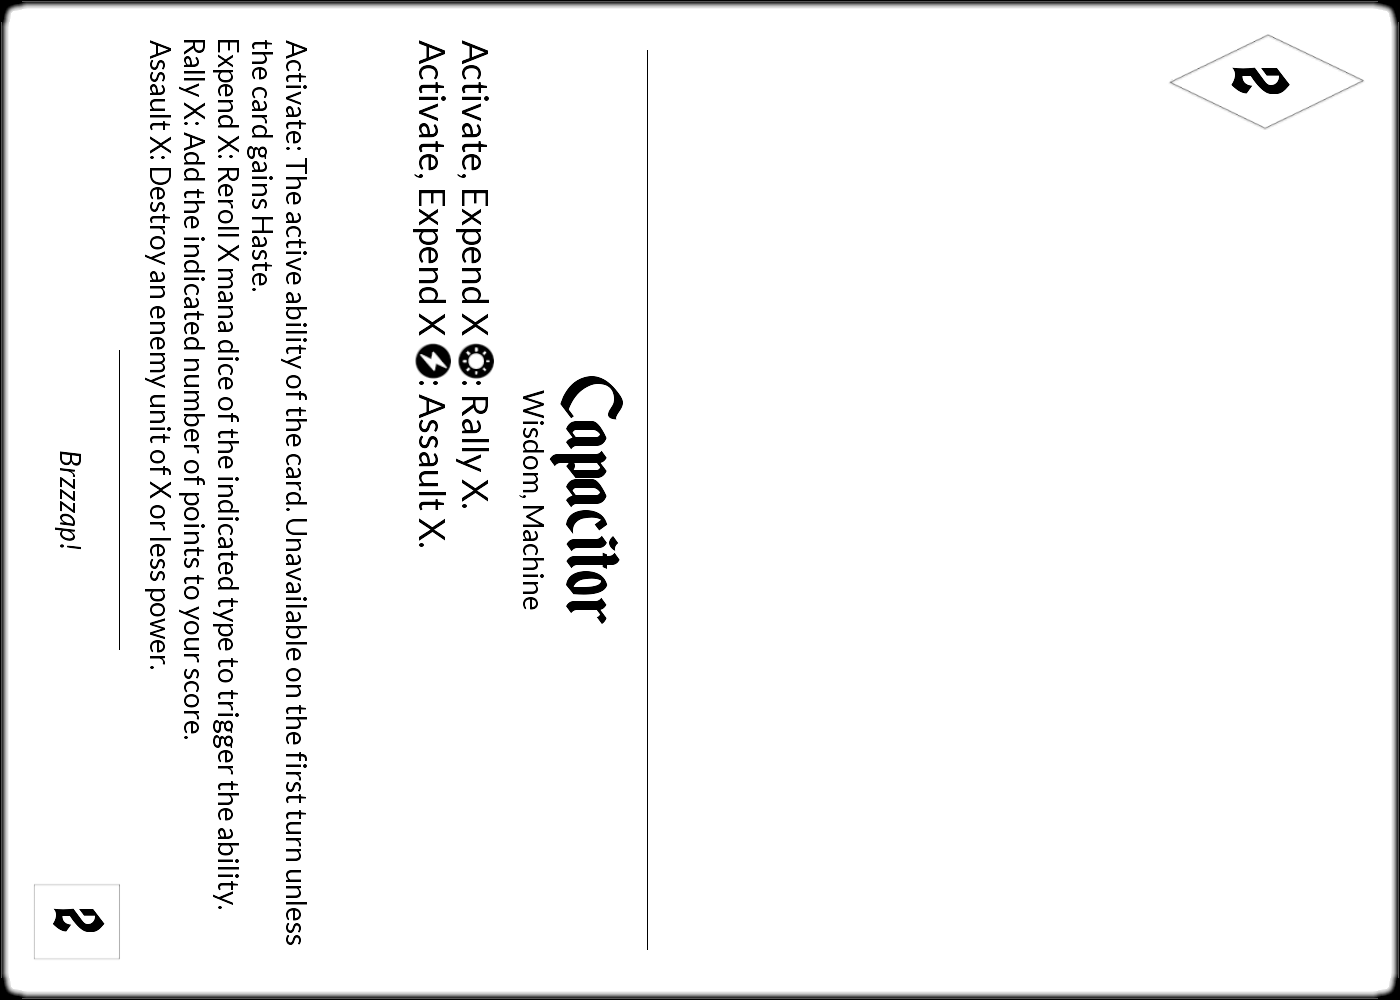 2
Capacitor
Wisdom, Machine
Activate, Expend X : Rally X.
Activate, Expend X : Assault X.
Activate: The active ability of the card. Unavailable on the first turn unless
the card gains Haste.
Expend X: Reroll X mana dice of the indicated type to trigger the ability.
Rally X: Add the indicated number of points to your score.
Assault X: Destroy an enemy unit of X or less power.
Brzzzap!
2